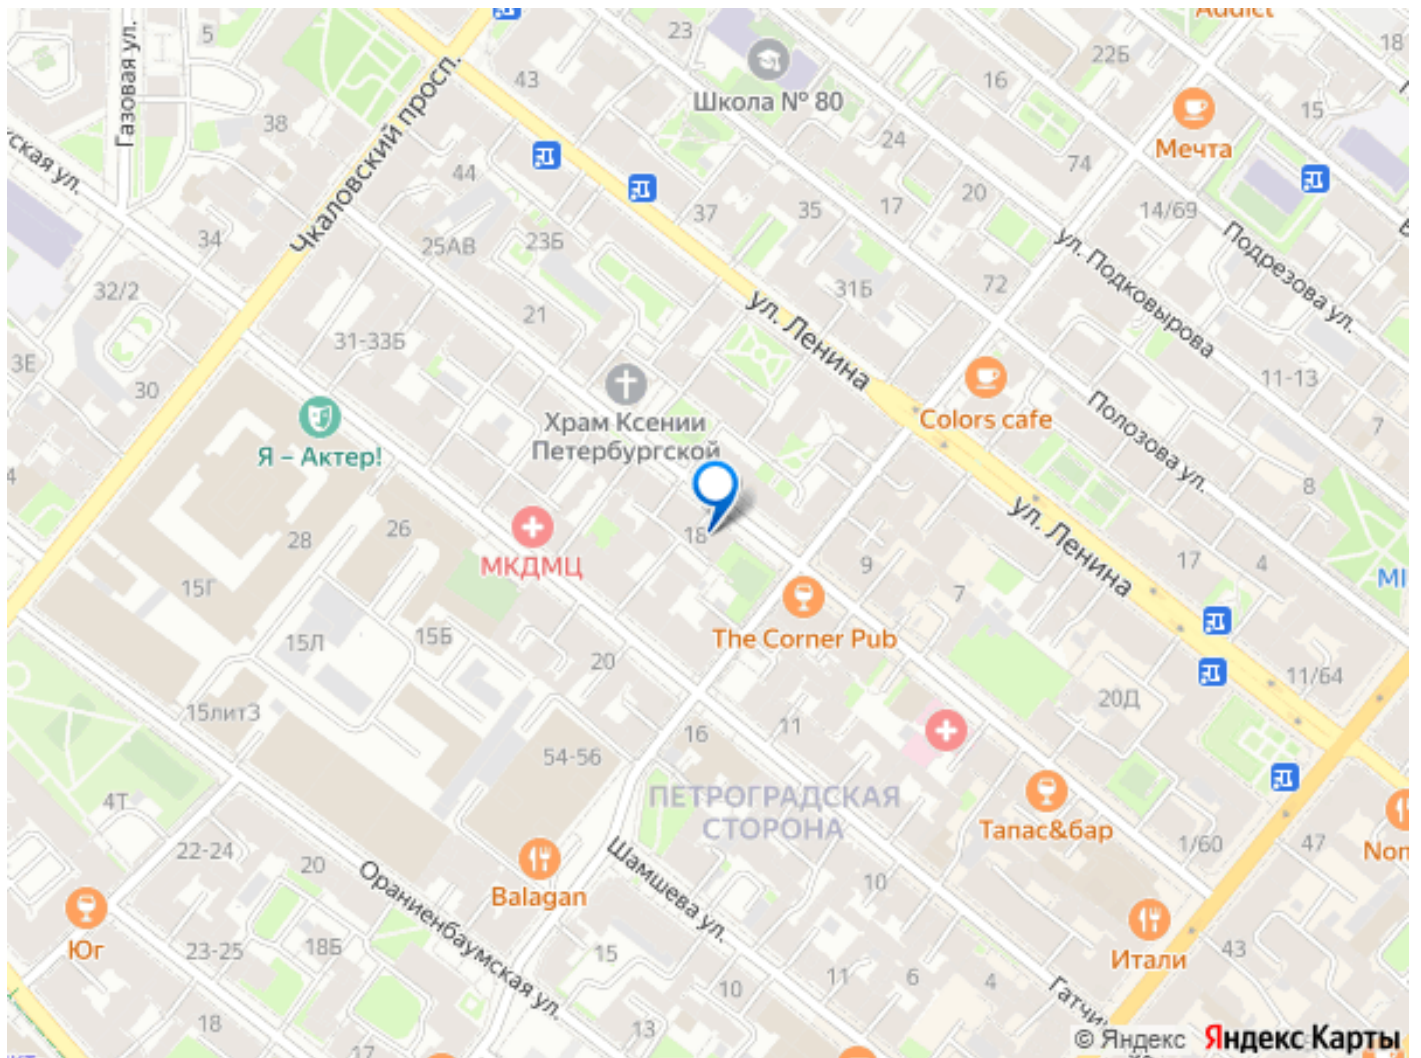 Addict
5
Газовая ул.
23
18
22Б
43
16
Школа № 80
15
38
Чкаловский просп.
24
Мечта
74
ская ул.
44
20
17
35
37
14/69
34
25АВ
23Б
ул. Подковырова
Подрезова ул.
32/2
31Б
72
21
ул. Ленина
31-33Б
3Е
30
11-13
Храм Ксении
Петербургской
Colors cafe
Полозова ул.
7
Я – Актер!
4
8
26
18
ул. Ленина
28
МКДМЦ
9
17
4
15Г
7
MI
The Corner Pub
15Л
15Б
20
11/64
20Д
15лит3
16
11
54-56
ПЕТРОГРАДСКАЯ
СТОРОНА
4Т
Тапас&бар
22-24
20
1/60
47
Non
Balagan
Шамшева ул.
10
Ораниенбаумская ул.
Юг
23-25
18Б
15
Итали
43
11
6
4
10
Гатчи
18
13
17
© Яндекс
Яндекс Карты